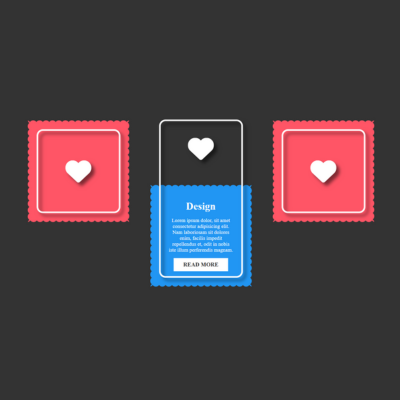 Design
Lorem ipsum dolor, sit amet
consectetur adipisicing elit.
Nam laboriosam sit dolores
enim, facilis impedit
repellendus et, odit in nobis
iste illum perferendis magnam.
READ MORE